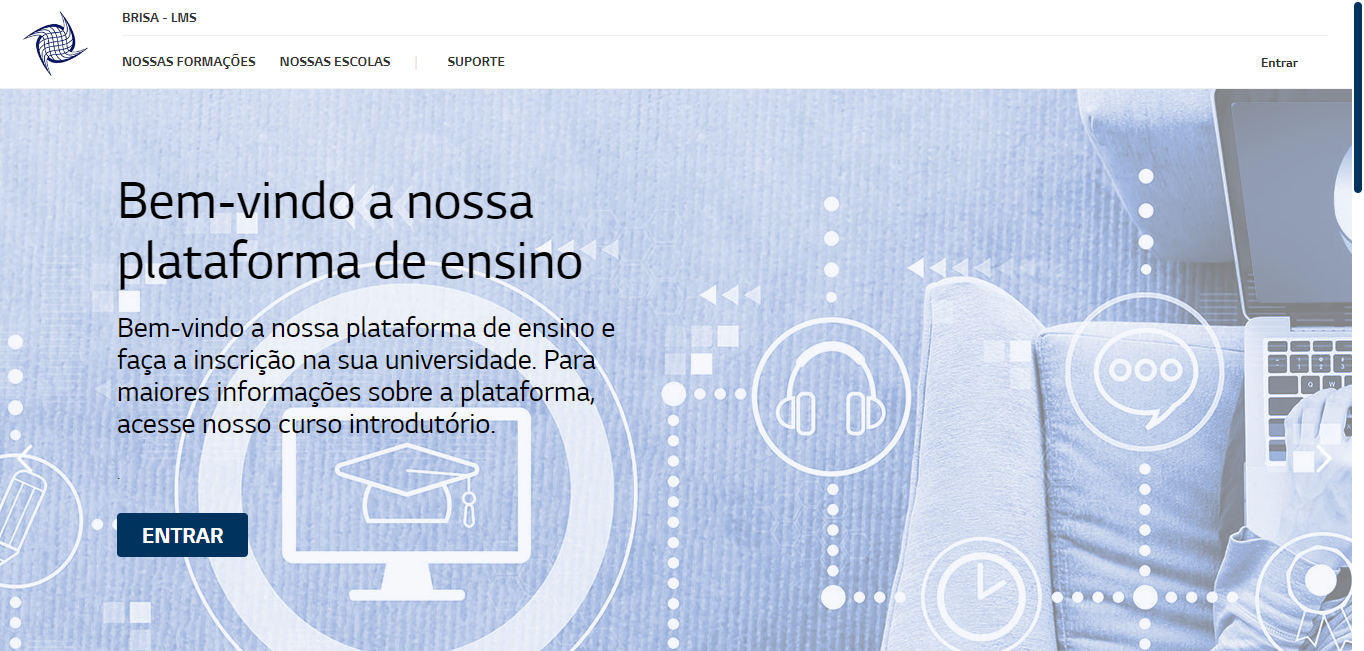 BRISA - LMS
NOSSAS FORMAÇÕES NOSSAS ESCOLAS | SUPORTE
Entrar
Bem-vindo a nossa
plataforma de ensino
Bem-vindo a nossa plataforma de ensino e
faça a inscrição na sua universidade. Para
maiores informações sobre a plataforma,
acesse nosso curso introdutório.
.
ENTRAR